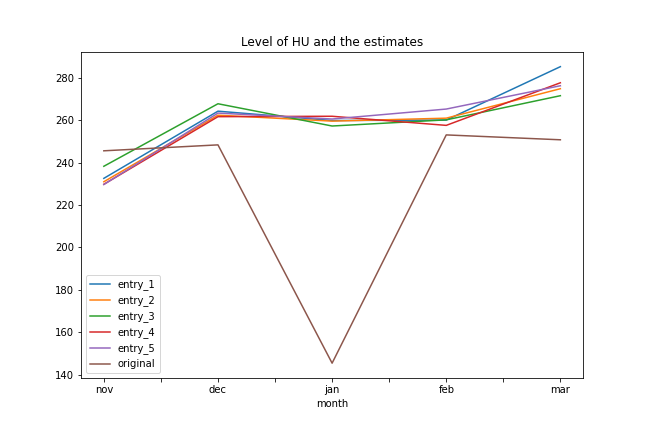 Level of HU and the estimates
280
260
240
220
200
180
160
140
entry_1
entry_2
entry_3
entry_4
entry_5
original
nov dec jan feb mar
month